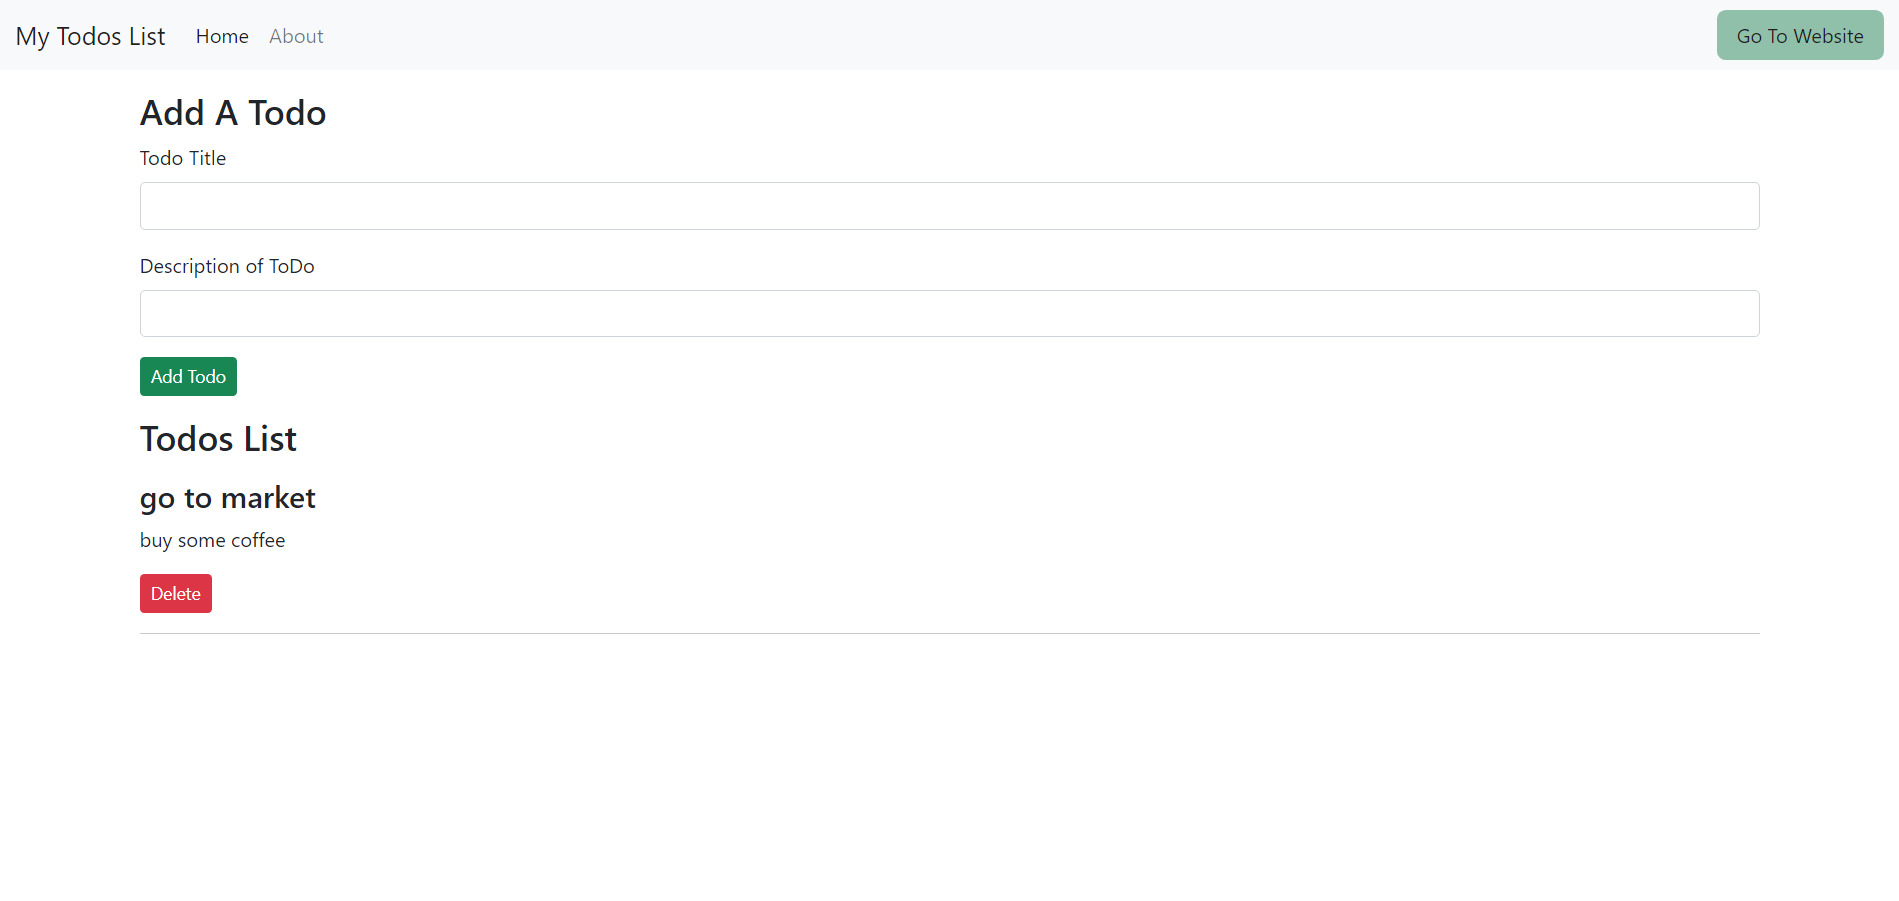 My Todos List Home About Go To Website
Add A Todo
Todo Title
Description of ToDo
Add Todo
Todos List
go to market
buy some coffee
Delete